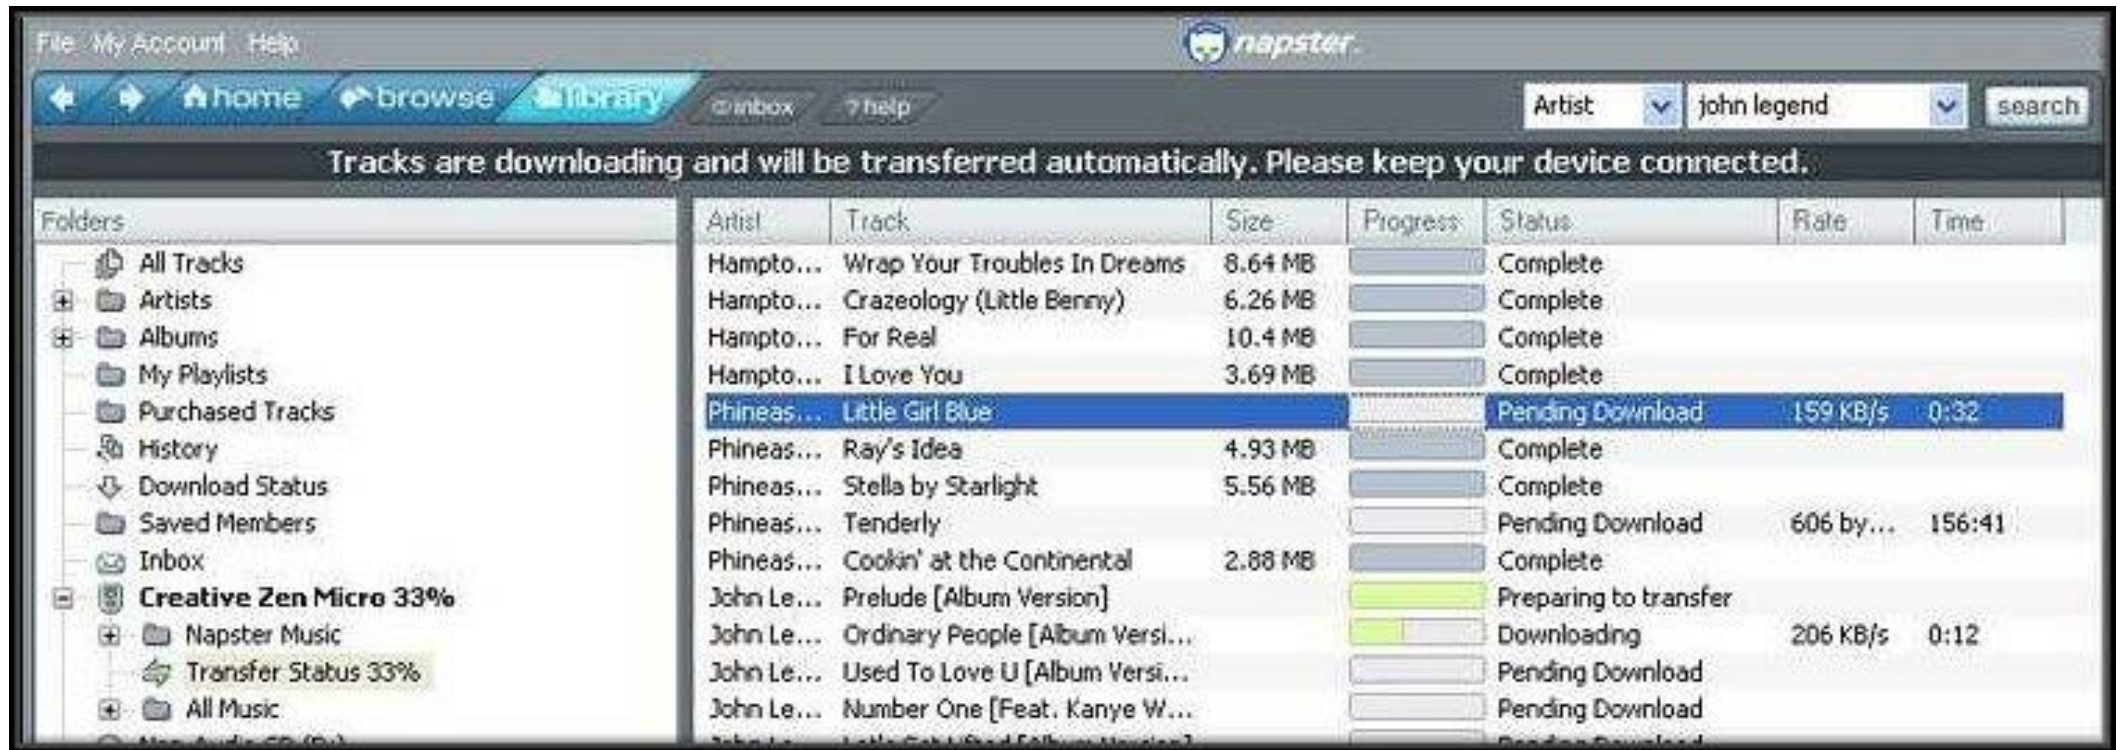 File My Account Help
napster.
home browse library inbox ? help Artist john legend search
Tracks are downloading and will be transferred automatically. Please keep your device connected.
Folders
All Tracks
Artists
Albums
My Playlists
Purchased Tracks
History
Download Status
Saved Members
Inbox
Creative Zen Micro 33%
Napster Music
Transfer Status 33%
All Music
Artist Track Size Progress Status Rate Time
Hampto... Wrap Your Troubles In Dreams 8.64 MB Complete
Hampto... Crazeology (Little Benny) 6.26 MB Complete
Hampto... For Real 10.4 MB Complete
Hampto... I Love You 3.69 MB Complete
Phineas... Little Girl Blue Pending Download 159 KB/s 0:32
Phineas... Ray's Idea 4.93 MB Complete
Phineas... Stella by Starlight 5.56 MB Complete
Phineas... Tenderly Pending Download 606 by... 156:41
Phineas... Cookin' at the Continental 2.88 MB Complete
John Le... Prelude [Album Version] Preparing to transfer
John Le... Ordinary People [Album Versi... Downloading 206 KB/s 0:12
John Le... Used To Love U [Album Versi... Pending Download
John Le... Number One [Feat. Kanye W... Pending Download